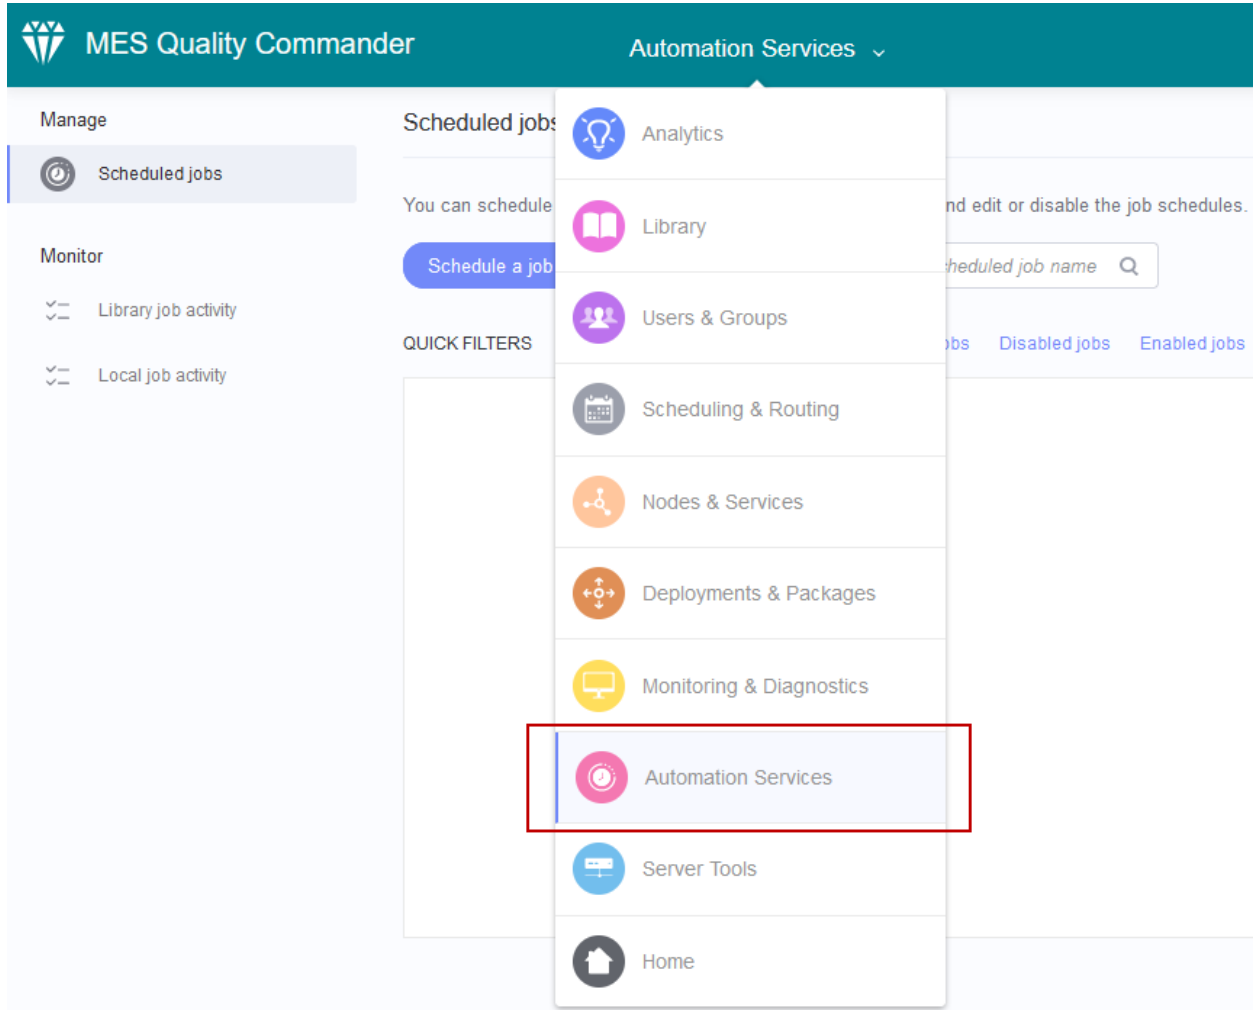 MES Quality Commander
Automation Services
Manage
Scheduled jobs
Monitor
Library job activity
Local job activity
Scheduled jobs
You can schedule
nd edit or disable the job schedules.
Schedule a job
heduled job name
QUICK FILTERS
obs Disabled jobs Enabled jobs
Analytics
Library
Users & Groups
Scheduling & Routing
Nodes & Services
Deployments & Packages
Monitoring & Diagnostics
Automation Services
Server Tools
Home